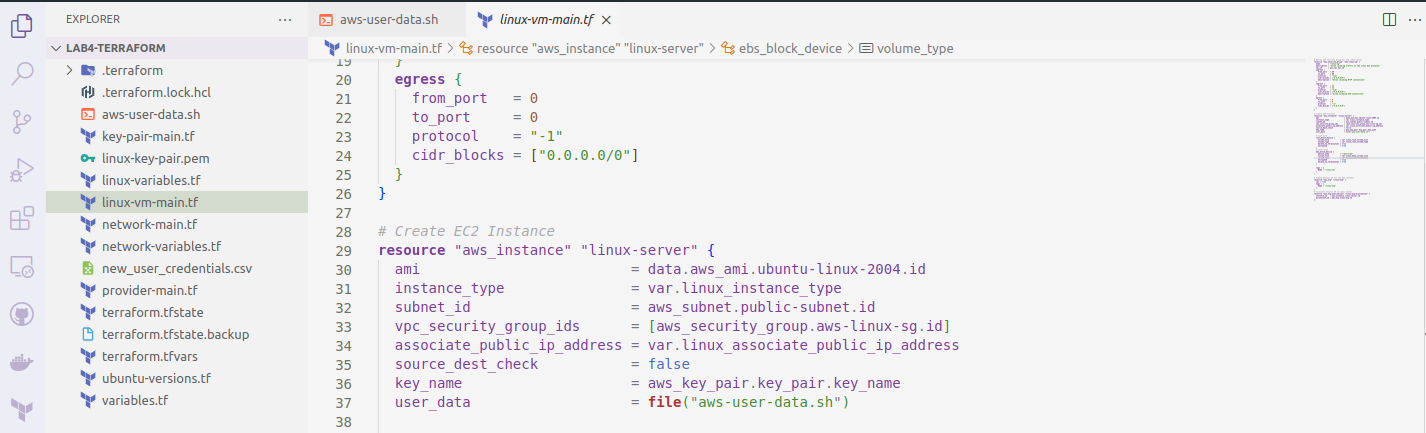 EXPLORER
LAB4-TERRAFORM
.terraform
.terraform.lock.hcl
aws-user-data.sh
key-pair-main.tf
linux-key-pair.pem
linux-variables.tf
linux-vm-main.tf
network-main.tf
network-variables.tf
new_user_credentials.csv
provider-main.tf
terraform.tfstate
terraform.tfstate.backup
terraform.tfvars
ubuntu-versions.tf
variables.tf
aws-user-data.sh
linux-vm-main.tf
linux-vm-main.tf > resource "aws_instance" "linux-server" > ebs_block_device > volume_type
19 }
20 egress {
21 from_port = 0
22 to_port = 0
23 protocol = "-1"
24 cidr_blocks = ["0.0.0.0/0"]
25 }
26 }
27
28 # Create EC2 Instance
29 resource "aws_instance" "linux-server" {
30 ami = data.aws_ami.ubuntu-linux-2004.id
31 instance_type = var.linux_instance_type
32 subnet_id = aws_subnet.public-subnet.id
33 vpc_security_group_ids = [aws_security_group.aws-linux-sg.id]
34 associate_public_ip_address = var.linux_associate_public_ip_address
35 source_dest_check = false
36 key_name = aws_key_pair.key_pair.key_name
37 user_data = file("aws-user-data.sh")
38